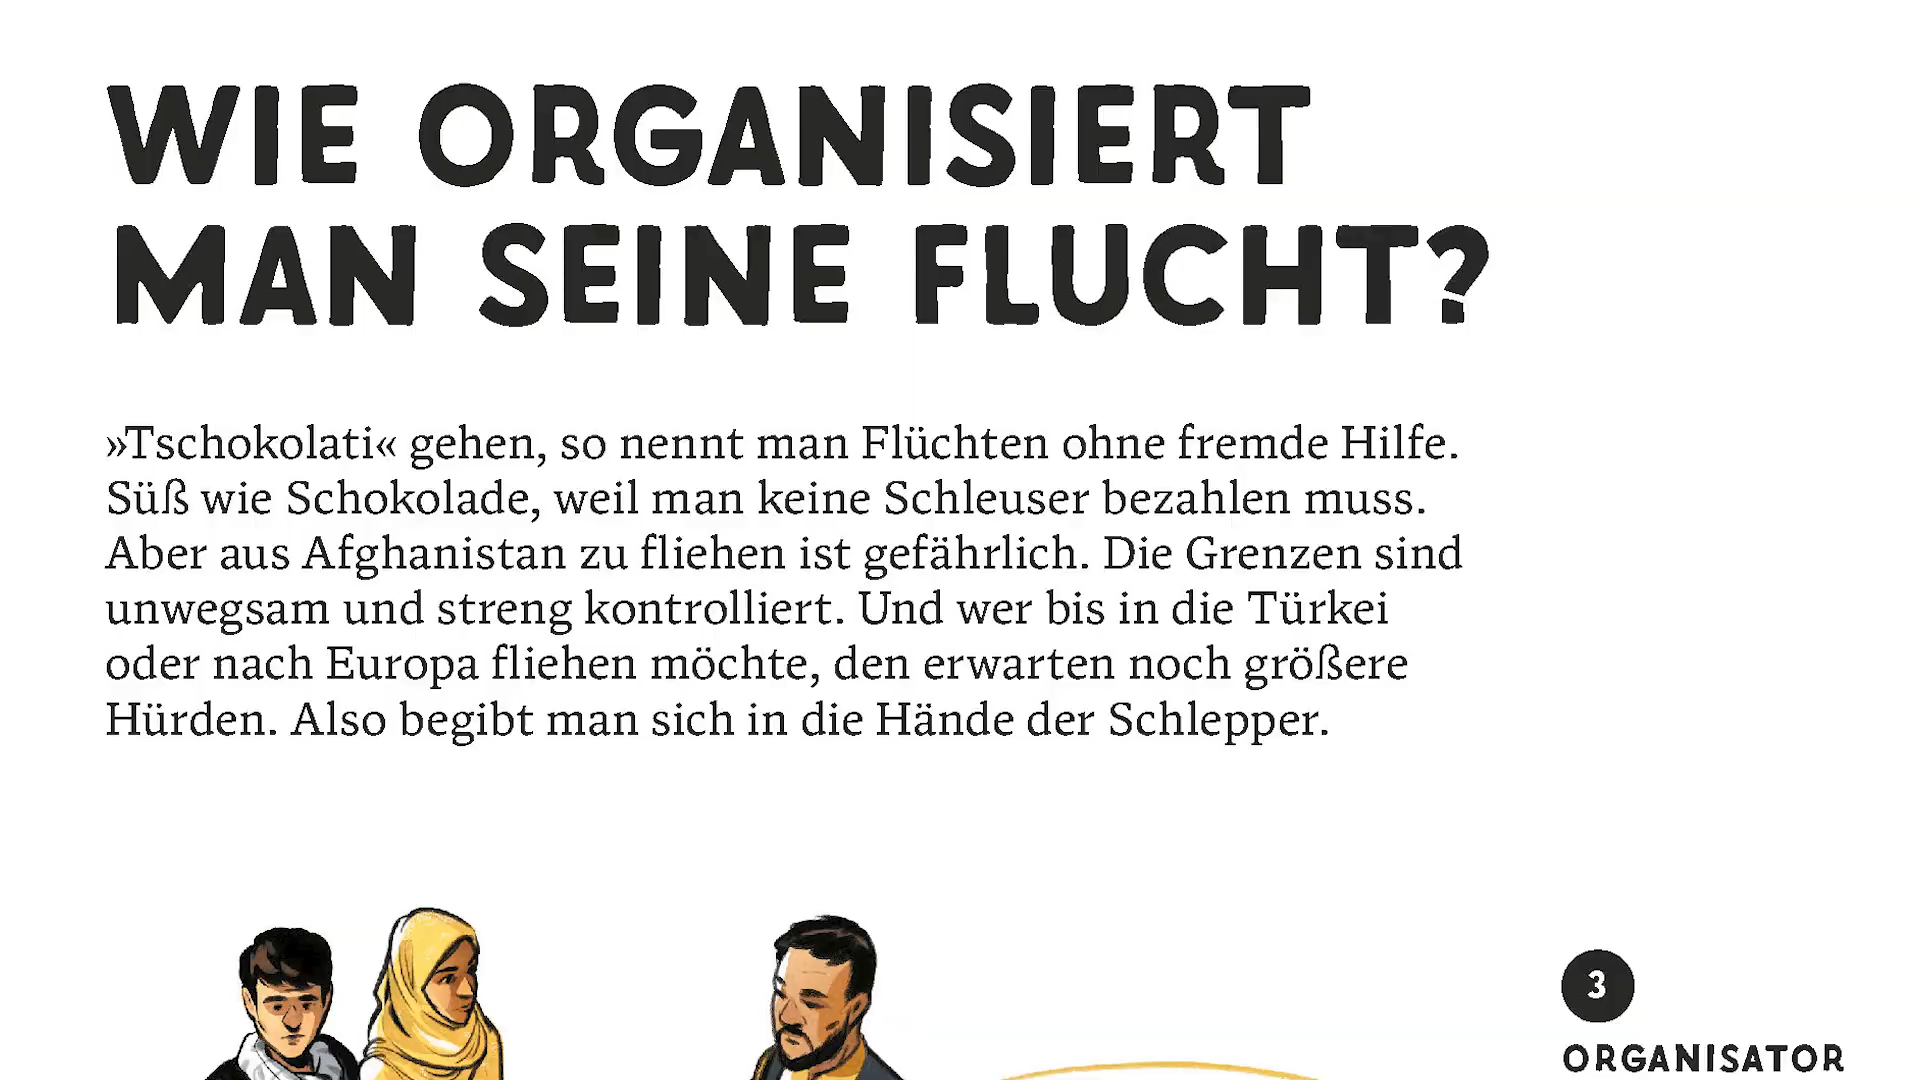 WIE ORGANISIERT
MAN SEINE FLUCHT?
»Tschokolati« gehen, so nennt man Flüchten ohne fremde Hilfe.
Süß wie Schokolade, weil man keine Schleuser bezahlen muss.
Aber aus Afghanistan zu fliehen ist gefährlich. Die Grenzen sind
unwegsam und streng kontrolliert. Und wer bis in die Türkei
oder nach Europa fliehen möchte, den erwarten noch größere
Hürden. Also begibt man sich in die Hände der Schlepper.
3
ORGANISATOR